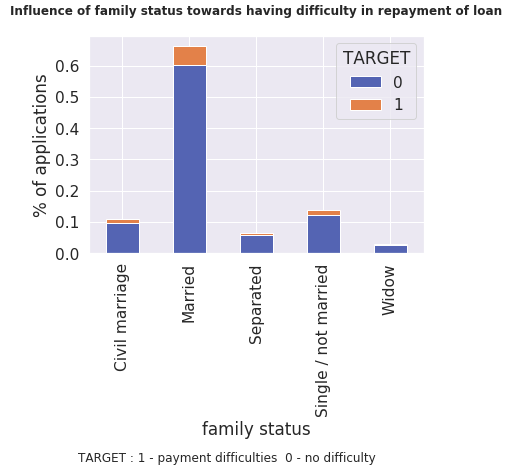 Influence of family status towards having difficulty in repayment of loan
TARGET
0
1
% of applications
0.6
0.5
0.4
0.3
0.2
0.1
0.0
Civil marriage
Married
Separated
Single / not married
Widow
family status
TARGET : 1 - payment difficulties  0 - no difficulty